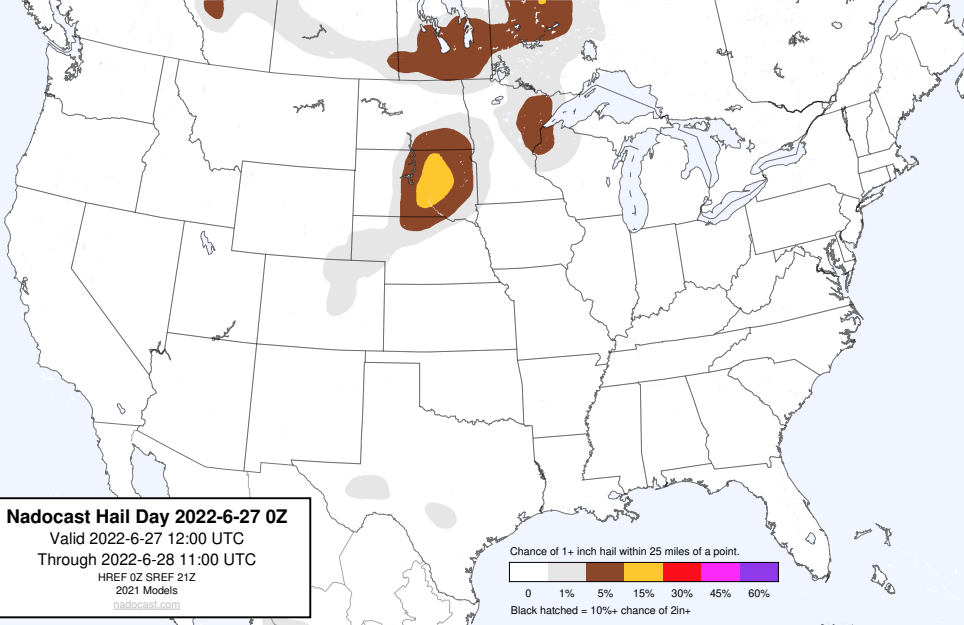 Nadocast Hail Day 2022-6-27 0Z
Valid 2022-6-27 12:00 UTC
Through 2022-6-28 11:00 UTC
HREF 0Z SREF 21Z
2021 Models
nadocast.com
Chance of 1+ inch hail within 25 miles of a point.
0 1% 5% 15% 30% 45% 60%
Black hatched = 10%+ chance of 2in+